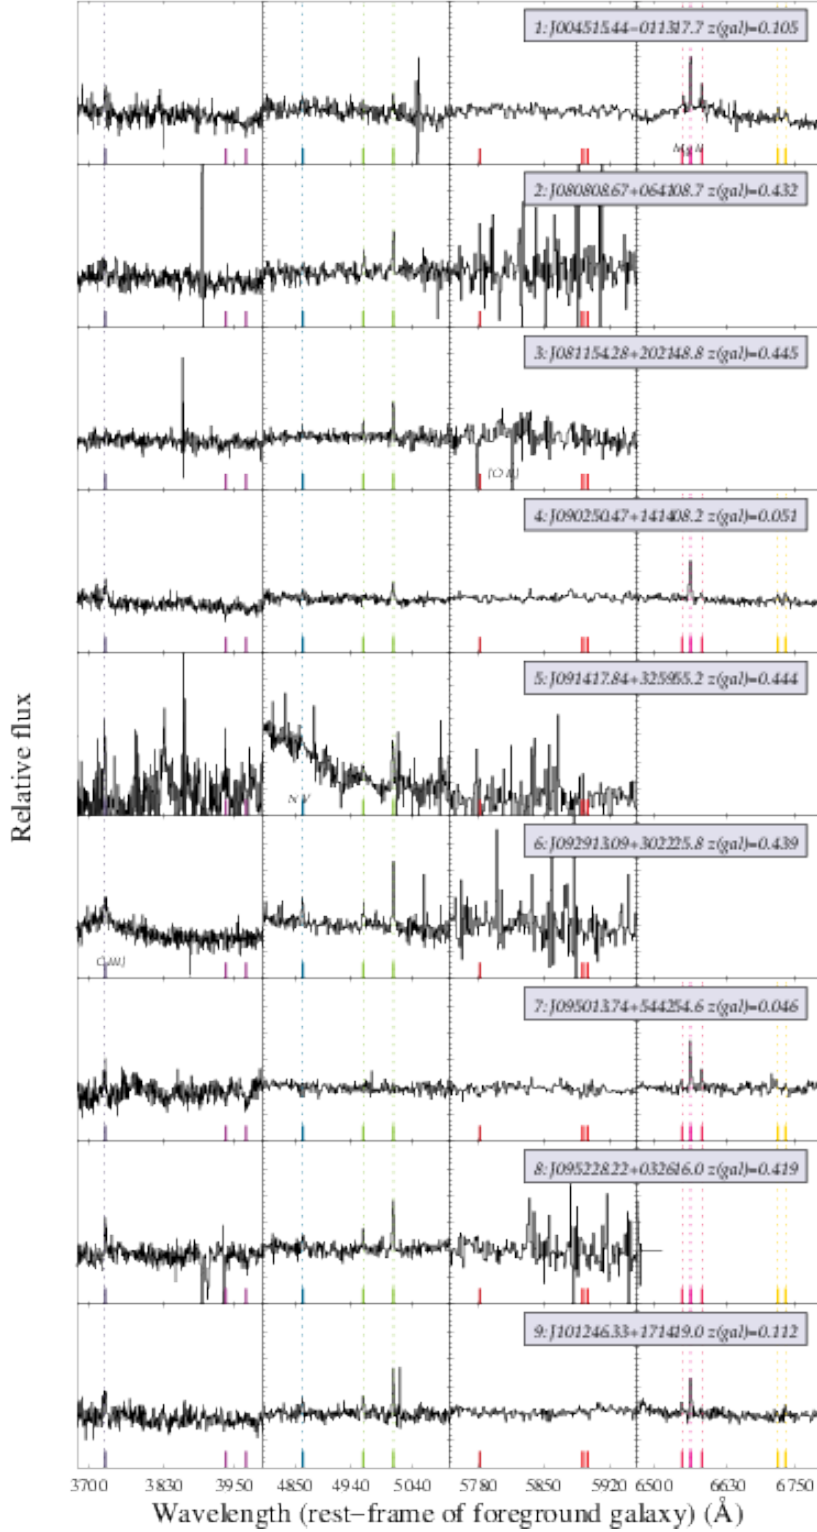 1: J004515.44−011317.7 z(gal)=0.105
Mg II
2: J080808.67+064108.7 z(gal)=0.432
3: J081154.28+202148.8 z(gal)=0.445
[O II]
4: J090250.47+141408.2 z(gal)=0.051
5: J091417.84+325955.2 z(gal)=0.444
N V
6: J092913.09+302225.8 z(gal)=0.439
C III]
7: J095013.74+544254.6 z(gal)=0.046
8: J095228.22+032616.0 z(gal)=0.419
9: J101246.33+171419.0 z(gal)=0.112
Relative flux
3700 3830 3950 4850 4940 5040 5780 5850 5920 6500 6630 6750
Wavelength (rest−frame of foreground galaxy) (Å)